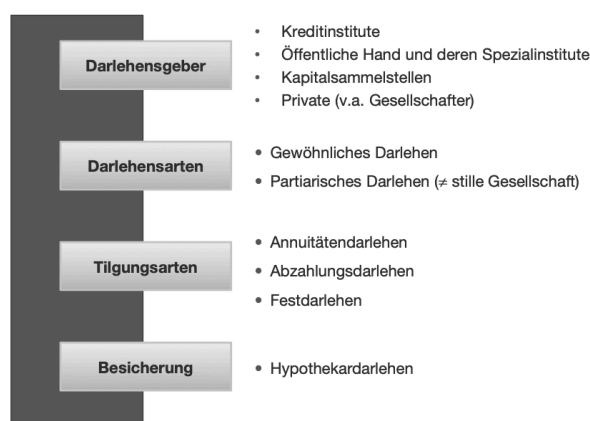 Darlehensgeber
• Kreditinstitute
• Öffentliche Hand und deren Spezialinstitute
• Kapitalsammelstellen
• Private (v.a. Gesellschafter)
Darlehensarten
• Gewöhnliches Darlehen
• Partiarisches Darlehen (≠ stille Gesellschaft)
Tilgungsarten
• Annuitätendarlehen
• Abzahlungsdarlehen
• Festdarlehen
Besicherung
• Hypothekardarlehen